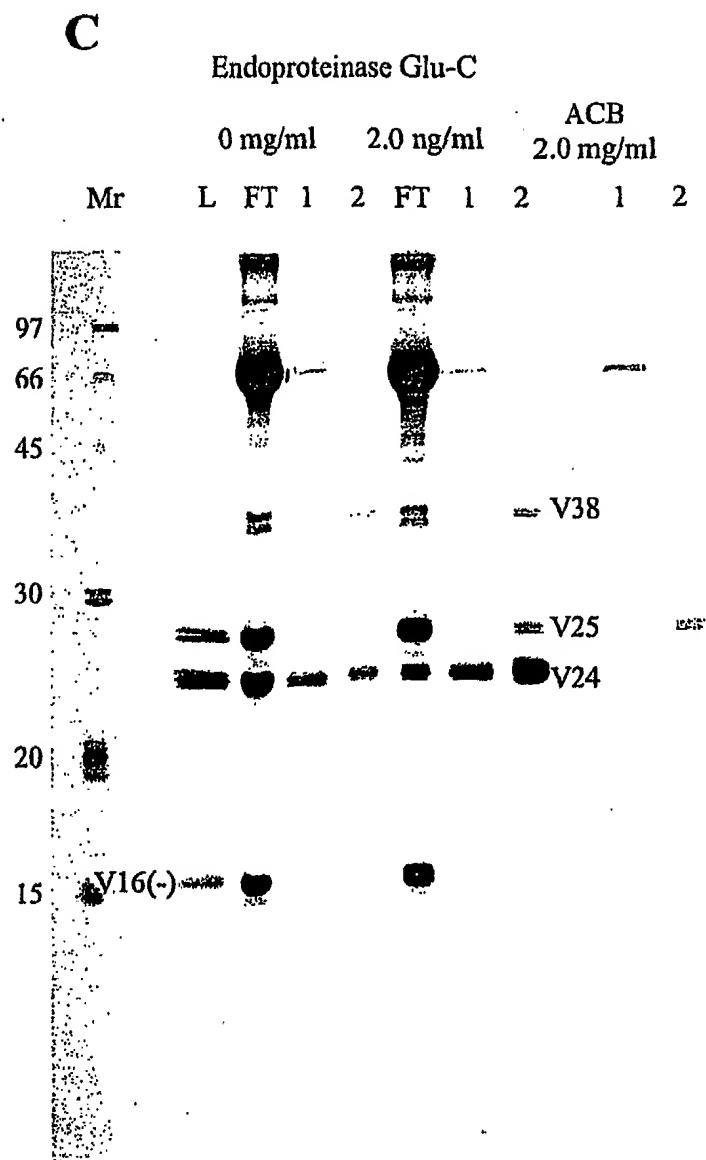 C
Endoproteinase Glu-C
0 mg/ml 2.0 ng/ml ACB 2.0 mg/ml
Mr L FT 1 2 FT 1 2 1 2
97
66
45
V38
30
V25
V24
20
15 V16(-)